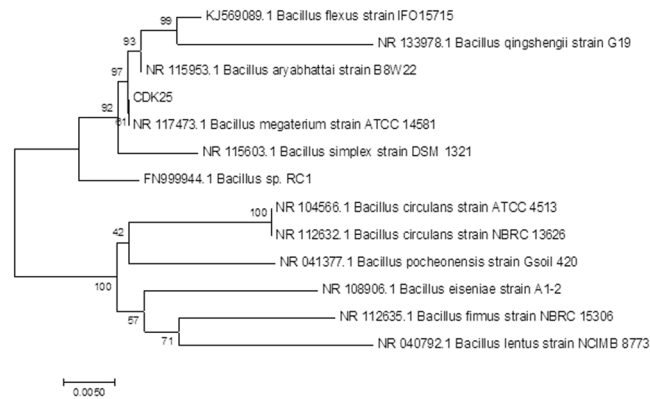 99
KJ569089.1 Bacillus flexus strain IFO15715
NR 133978.1 Bacillus qingshengii strain G19
93
NR 115953.1 Bacillus aryabhattai strain B8W22
97
CDK25
92
61
NR 117473.1 Bacillus megaterium strain ATCC 14581
NR 115603.1 Bacillus simplex strain DSM 1321
FN999944.1 Bacillus sp. RC1
NR 104566.1 Bacillus circulans strain ATCC 4513
100
NR 112632.1 Bacillus circulans strain NBRC 13626
42
NR 041377.1 Bacillus pocheonensis strain Gsoil 420
100
NR 108906.1 Bacillus eiseniae strain A1-2
57
NR 112635.1 Bacillus firmus strain NBRC 15306
71
NR 040792.1 Bacillus lentus strain NCIMB 8773
0.0050